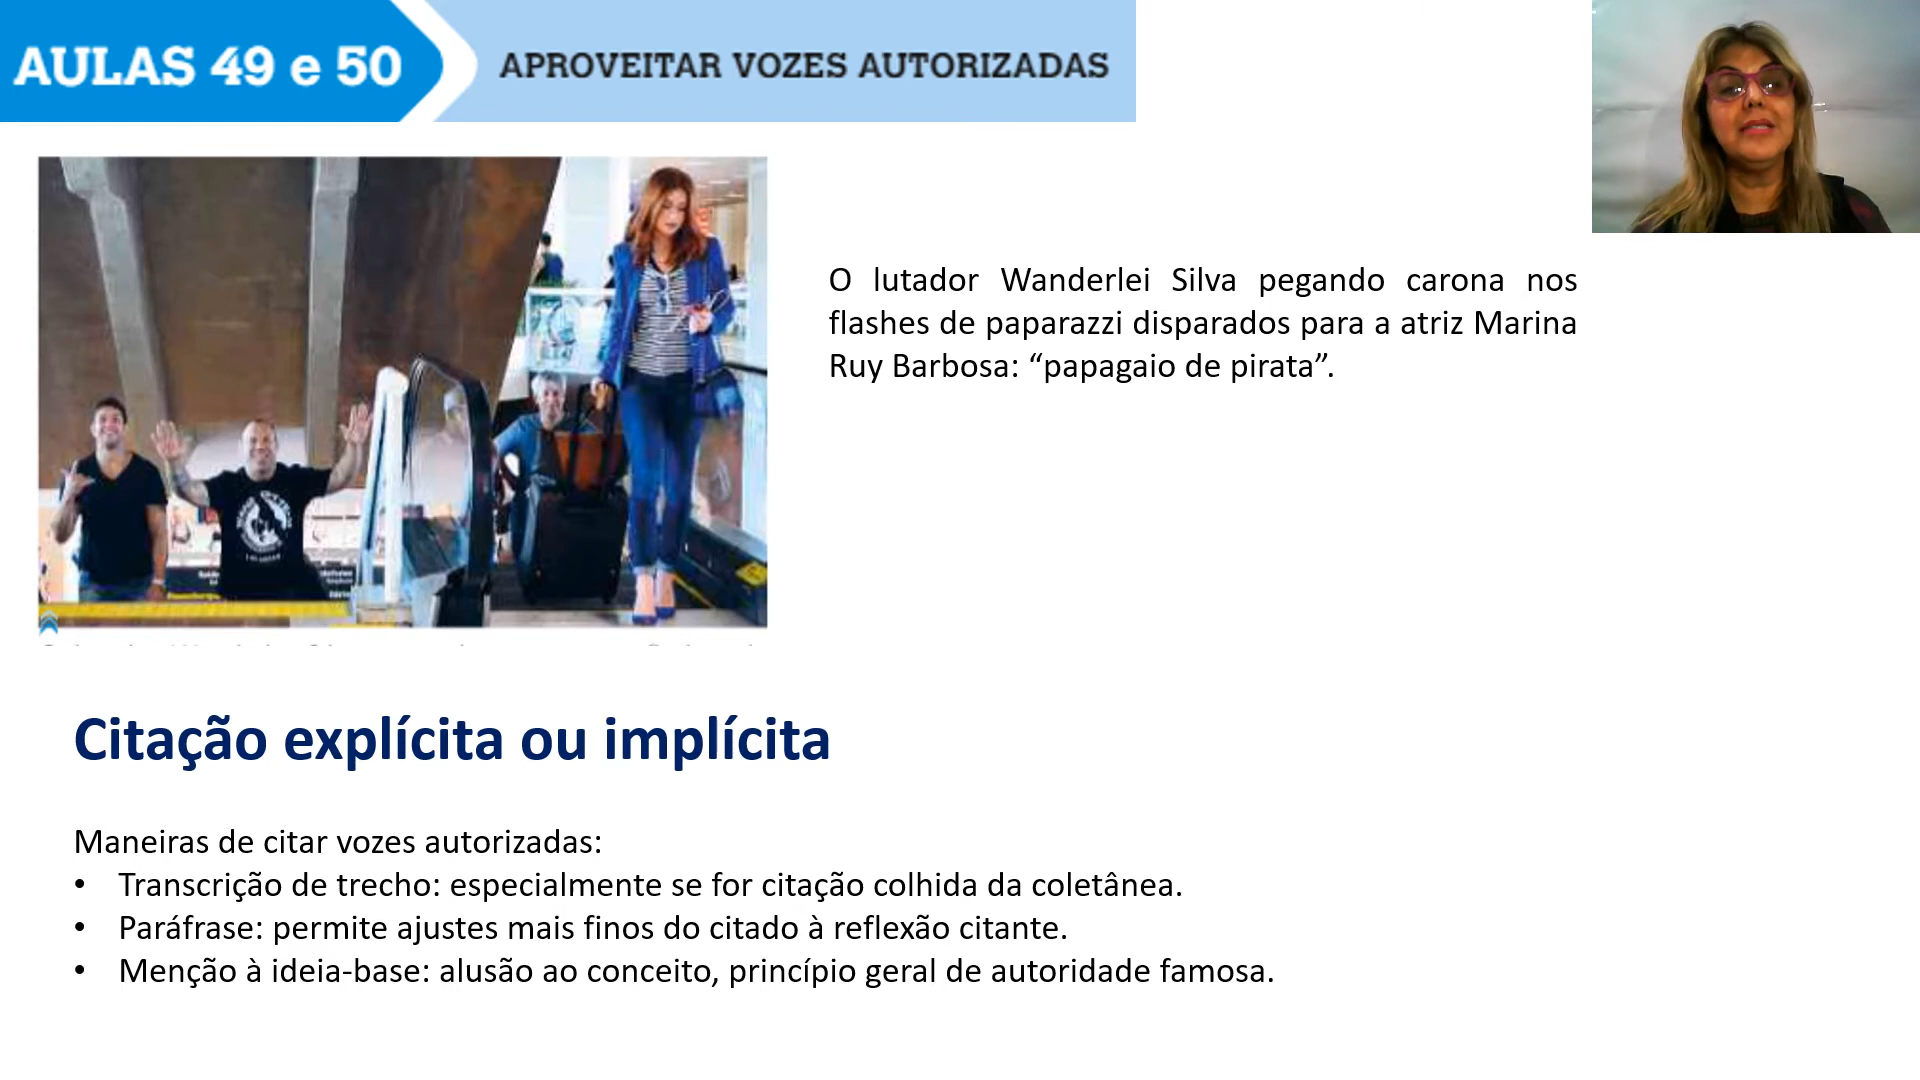 AULAS 49 e 50
APROVEITAR VOZES AUTORIZADAS
O lutador Wanderlei Silva pegando carona nos
flashes de paparazzi disparados para a atriz Marina
Ruy Barbosa: “papagaio de pirata”.
Citação explícita ou implícita
Maneiras de citar vozes autorizadas:
• Transcrição de trecho: especialmente se for citação colhida da coletânea.
• Paráfrase: permite ajustes mais finos do citado à reflexão citante.
• Menção à ideia-base: alusão ao conceito, princípio geral de autoridade famosa.